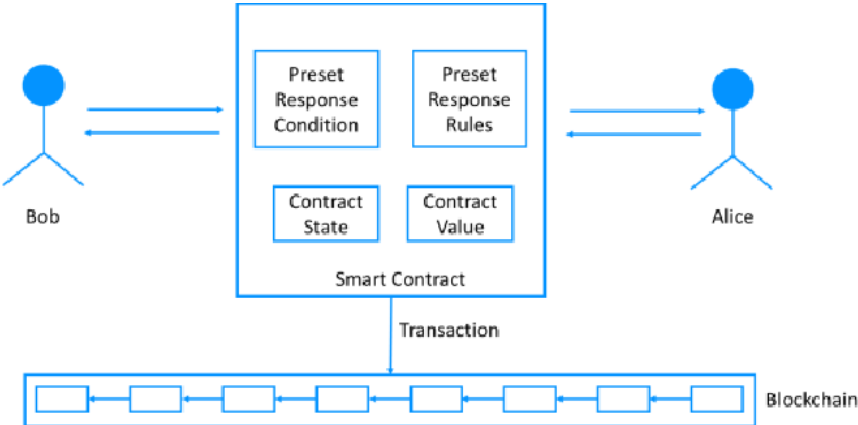 Preset
Response
Condition
Preset
Response
Rules
Bob
Alice
Contract
State
Contract
Value
Smart Contract
Transaction
Blockchain